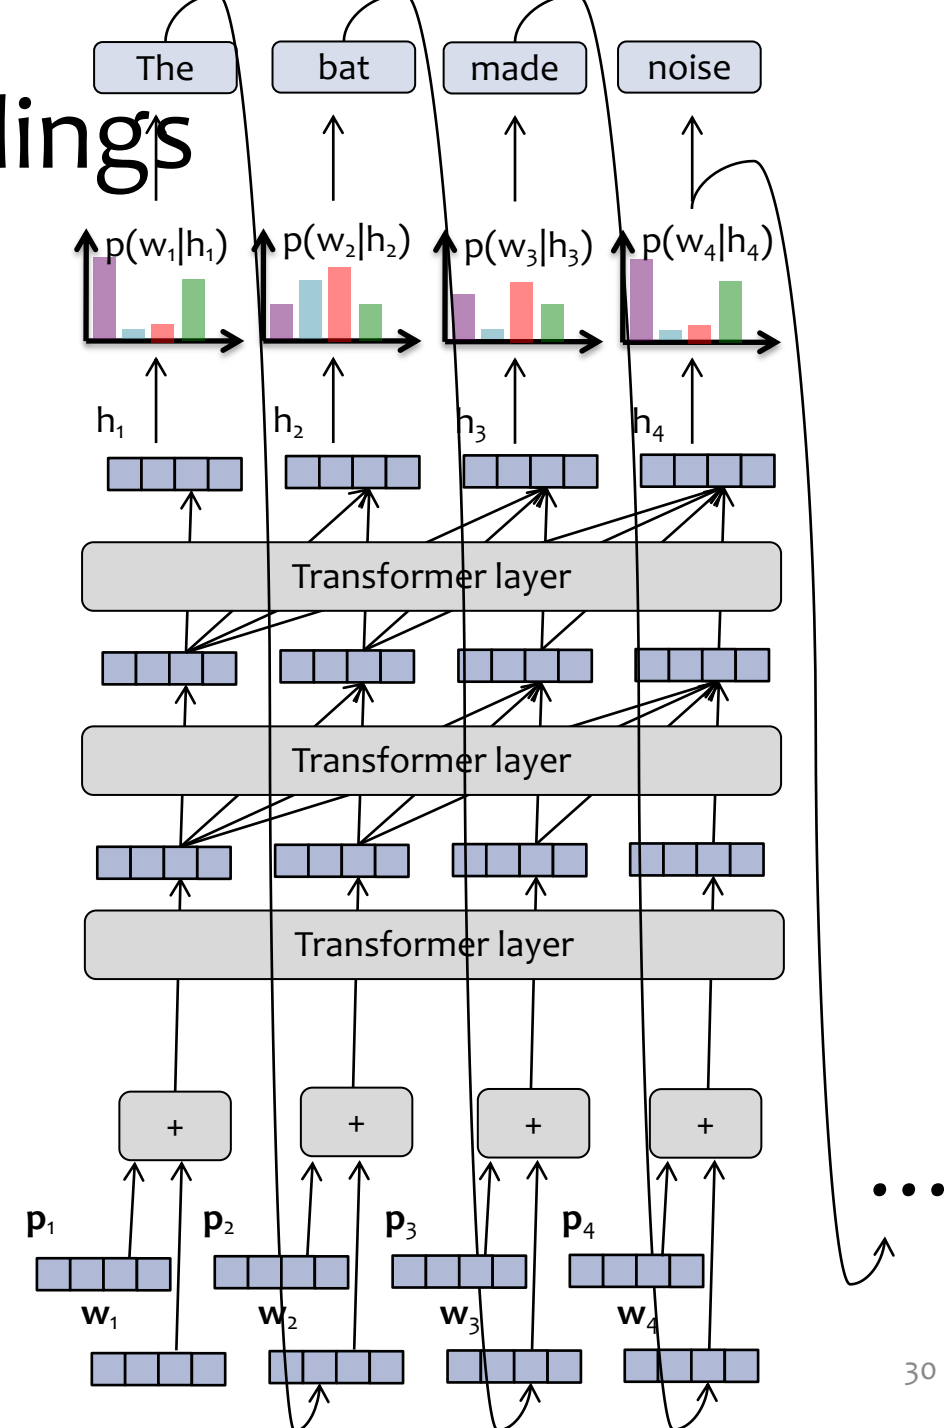 The bat made noise
dings
p(w₁|h₁) p(w₂|h₂) p(w₃|h₃) p(w₄|h₄)
h₁ h₂ h₃ h₄
Transformer layer
Transformer layer
Transformer layer
+ + + +
...
p₁ p₂ p₃ p₄
w₁ w₂ w₃ w₄
30